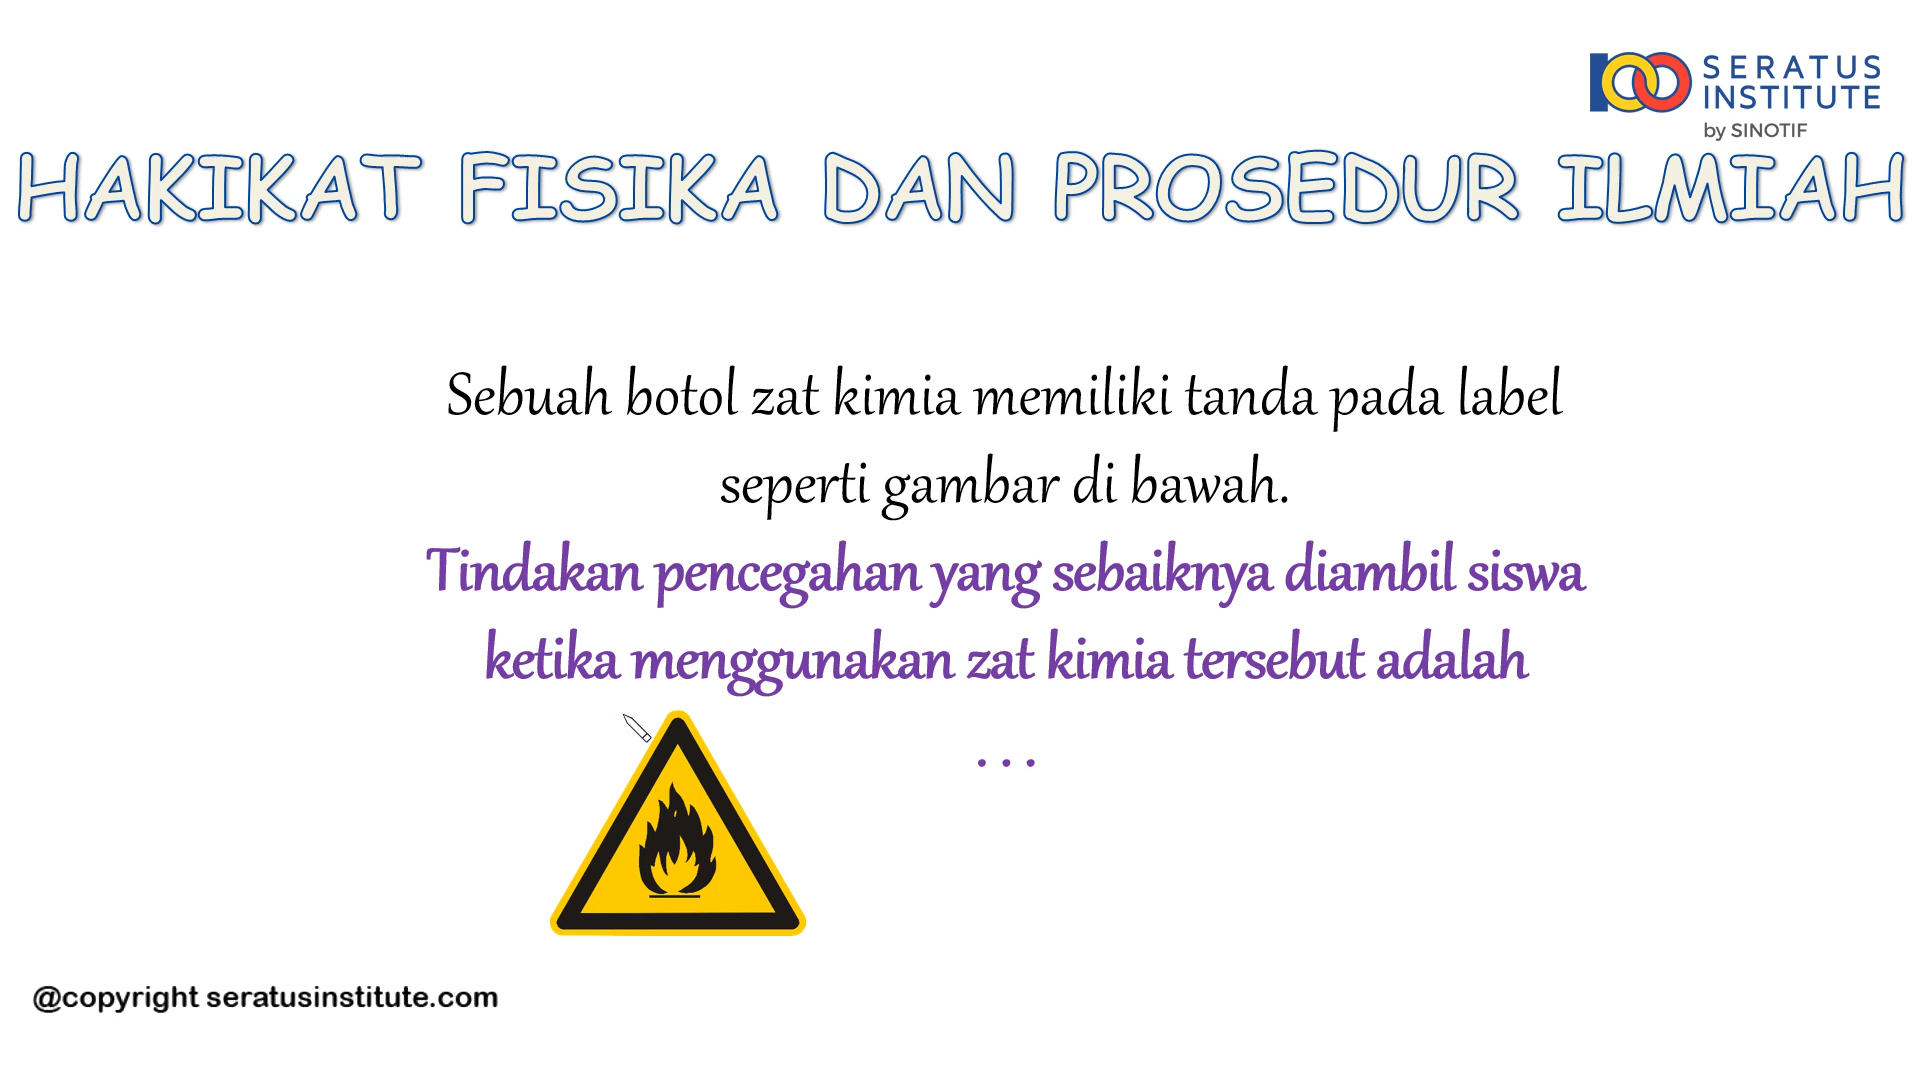 SERATUS
INSTITUTE
by SINOTIF
HAKIKAT FISIKA DAN PROSEDUR ILMIAH
Sebuah botol zat kimia memiliki tanda pada label
seperti gambar di bawah.
Tindakan pencegahan yang sebaiknya diambil siswa
ketika menggunakan zat kimia tersebut adalah
...
@copyright seratusinstitute.com